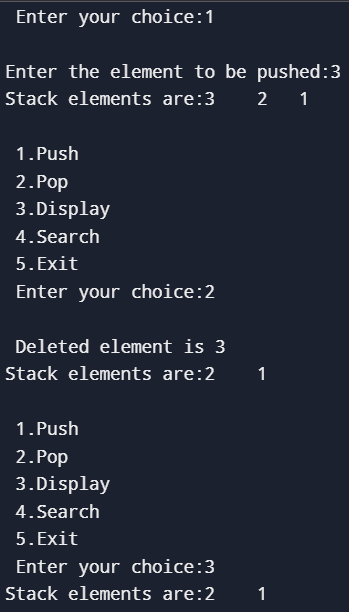 Enter your choice:1
Enter the element to be pushed:3
Stack elements are:3    2   1
1.Push
2.Pop
3.Display
4.Search
5.Exit
Enter your choice:2
Deleted element is 3
Stack elements are:2    1
1.Push
2.Pop
3.Display
4.Search
5.Exit
Enter your choice:3
Stack elements are:2    1